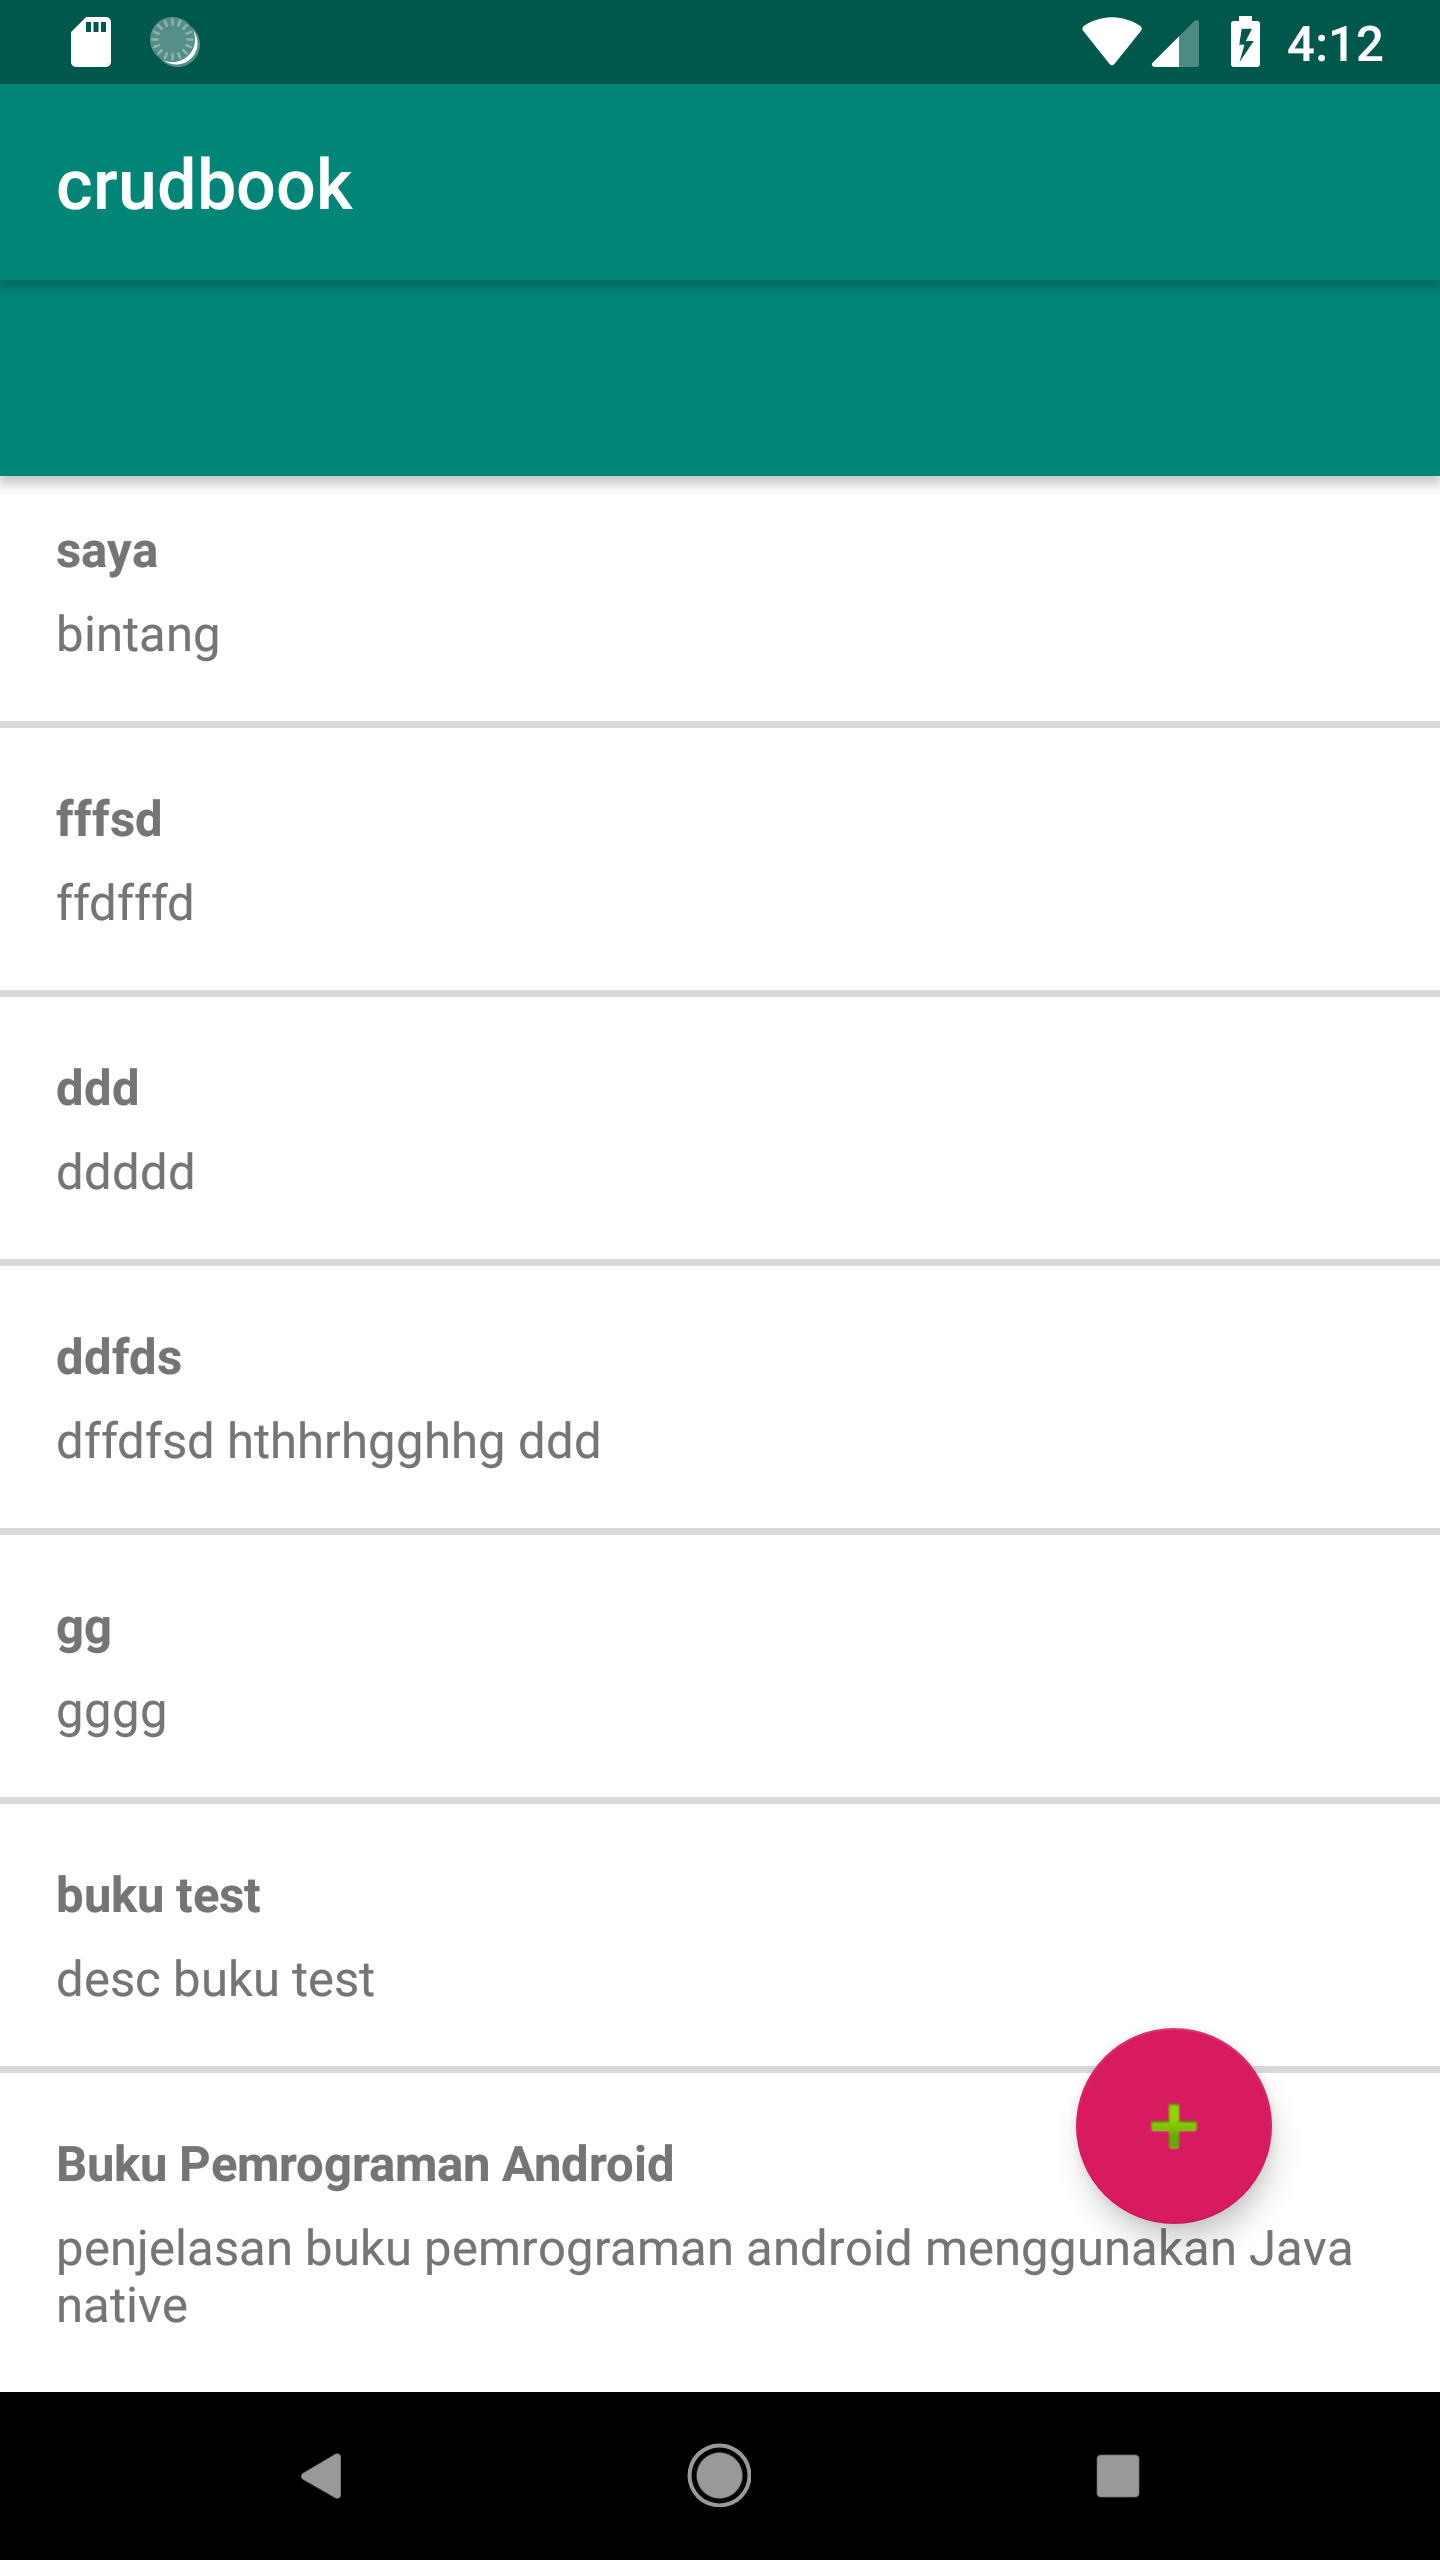 4:12
crudbook
saya
bintang
fffsd
ffdfffd
ddd
ddddd
ddfds
dffdfsd hthhrhgghhg ddd
gg
gggg
buku test
desc buku test
Buku Pemrograman Android
penjelasan buku pemrograman android menggunakan Java
native